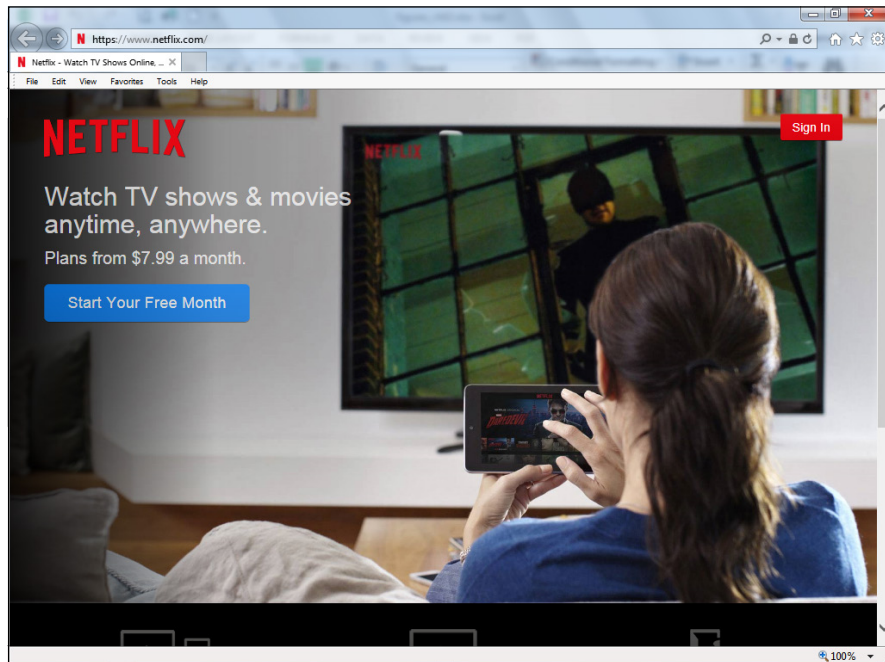 https://www.netflix.com/
Netflix - Watch TV Shows Online, ...
File Edit View Favorites Tools Help
NETFLIX
Sign In
NETFLIX
Watch TV shows & movies
anytime, anywhere.
Plans from $7.99 a month.
Start Your Free Month
DAREDEVIL
100%